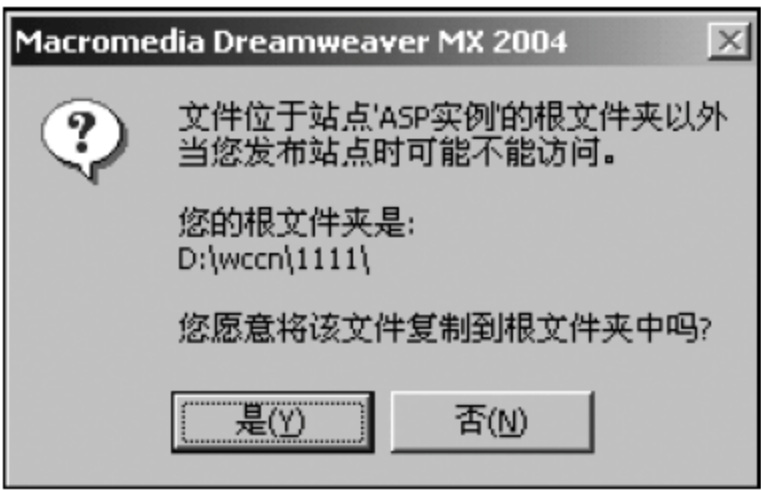 Macromedia Dreamweaver MX 2004
?
文件位于站点'ASP实例'的根文件夹以外
当您发布站点时可能不能访问。
您的根文件夹是:
D:\wccn\1111\
您愿意将该文件复制到根文件夹中吗?
是(Y)
否(N)